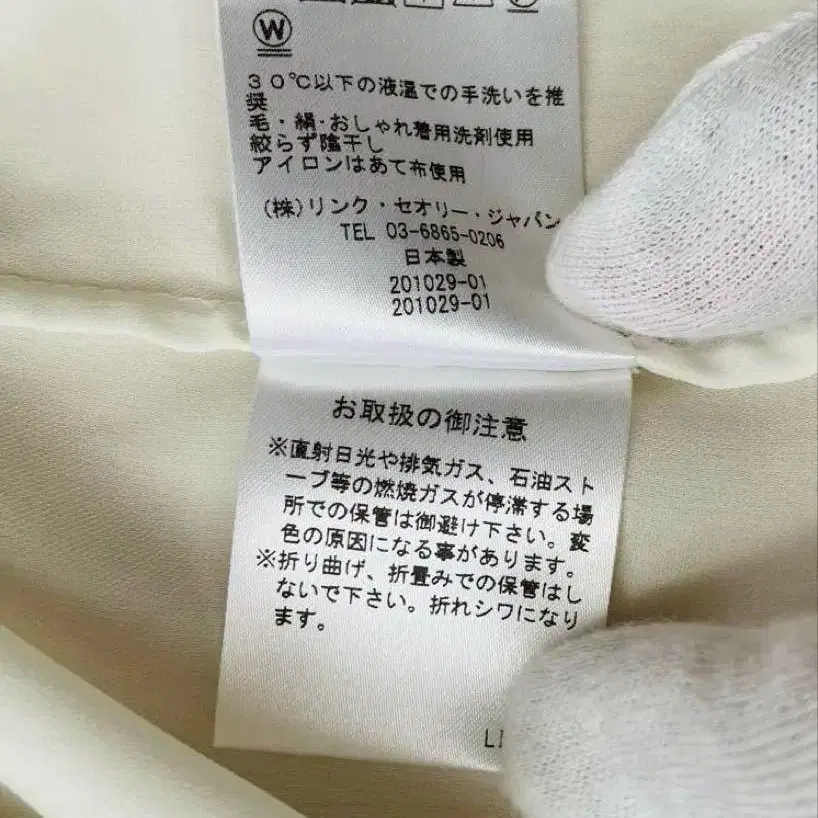 W
30℃以下の液温での手洗いを推
奨
毛・絹・おしゃれ着用洗剤使用
絞らず陰干し
アイロンはあて布使用
(株)リンク・セオリー・ジャパン
TEL 03-6865-0206
日本製
201029-01
201029-01
お取扱の御注意
※直射日光や排気ガス、石油スト
ーブ等の燃焼ガスが停滞する場
所での保管は御避け下さい。変
色の原因になる事があります。
※折り曲げ、折畳みでの保管はし
ないで下さい。折れシワになり
ます。